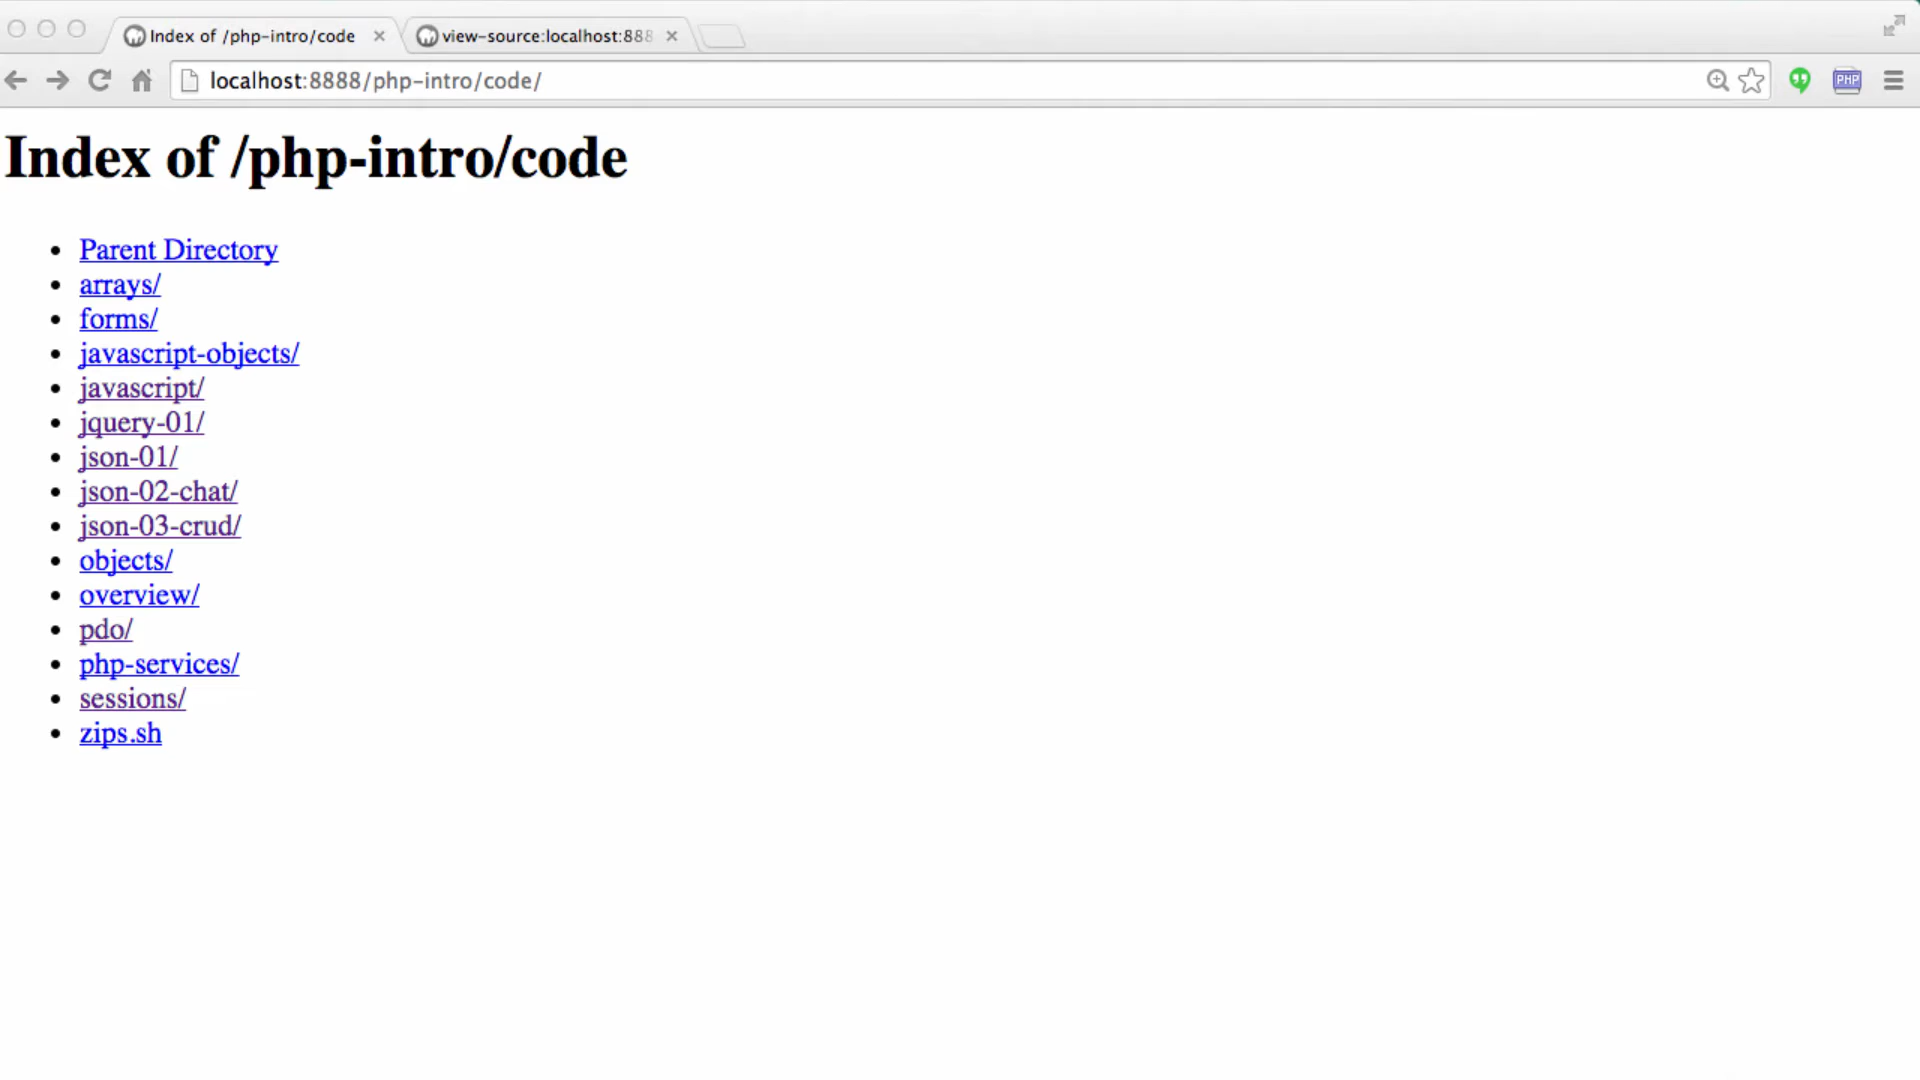 Index of /php-intro/code
view-source:localhost:888
localhost:8888/php-intro/code/
PHP
Index of /php-intro/code
Parent Directory
arrays/
forms/
javascript-objects/
javascript/
jquery-01/
json-01/
json-02-chat/
json-03-crud/
objects/
overview/
pdo/
php-services/
sessions/
zips.sh